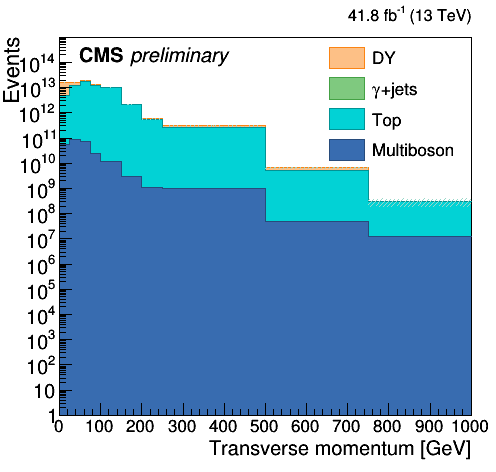 41.8 fb⁻¹ (13 TeV)
Events
CMS preliminary
DY
γ+jets
Top
Multiboson
10¹⁴
10¹³
10¹²
10¹¹
10¹⁰
10⁹
10⁸
10⁷
10⁶
10⁵
10⁴
10³
10²
10
1
0 100 200 300 400 500 600 700 800 900 1000
Transverse momentum [GeV]